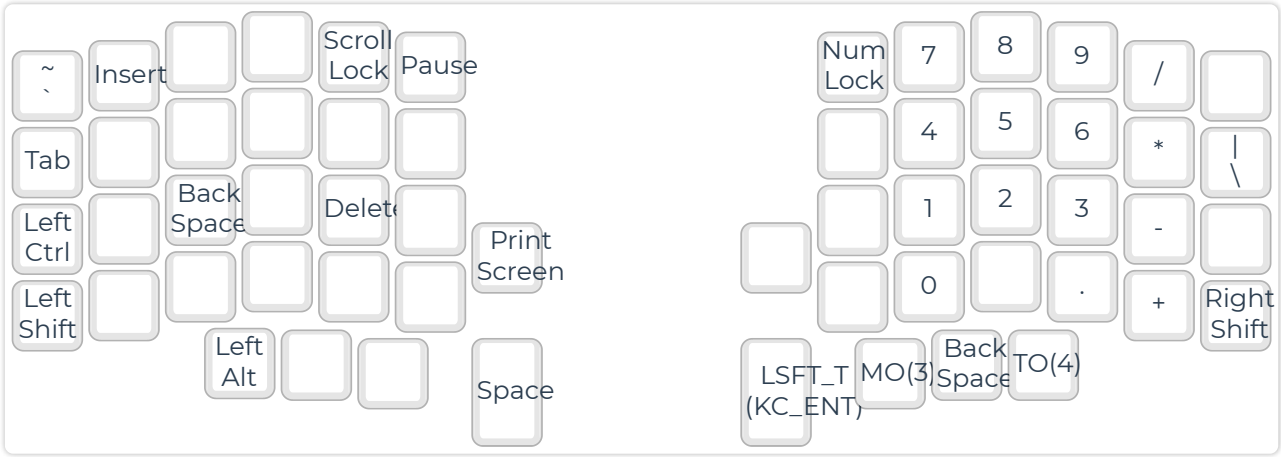 ~
`
Insert
Scroll
Lock
Pause
Tab
Left
Ctrl
Back
Space
Delete
Left
Shift
Print
Screen
Left
Alt
Space
Num
Lock
7
8
9
/
4
5
6
*
|
\
1
2
3
-
0
.
+
Right
Shift
LSFT_T
(KC_ENT)
MO(3)
Back
Space
TO(4)